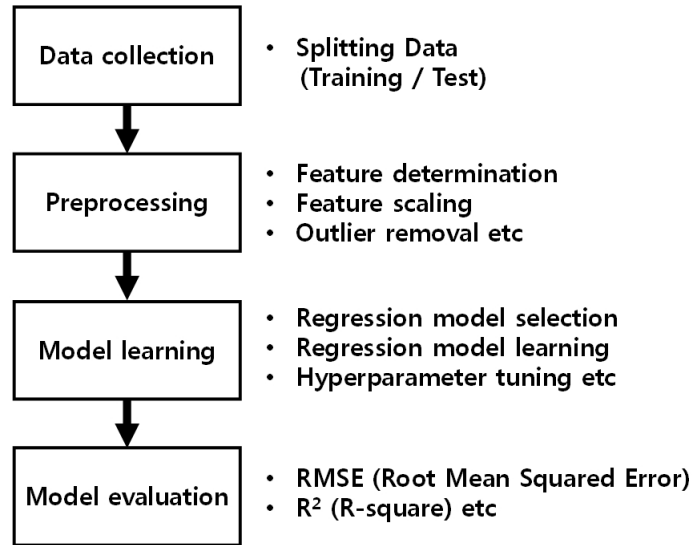 Data collection
• Splitting Data
(Training / Test)
Preprocessing
• Feature determination
• Feature scaling
• Outlier removal etc
Model learning
• Regression model selection
• Regression model learning
• Hyperparameter tuning etc
Model evaluation
• RMSE (Root Mean Squared Error)
• R² (R-square) etc